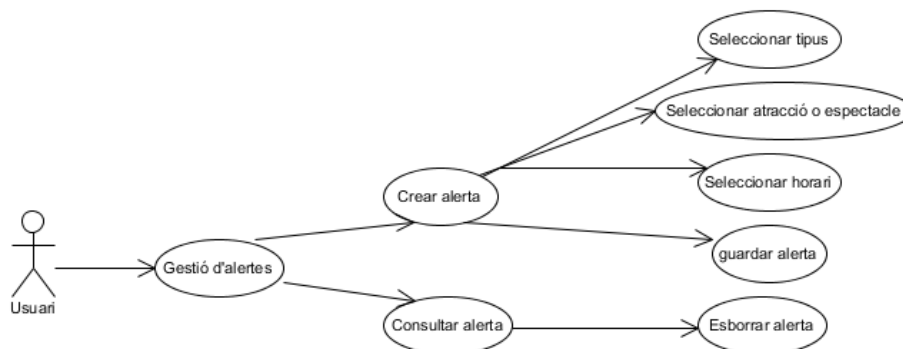 Seleccionar tipus
Seleccionar atracció o espectacle
Crear alerta
Seleccionar horari
Gestió d'alertes
guardar alerta
Usuari
Consultar alerta
Esborrar alerta